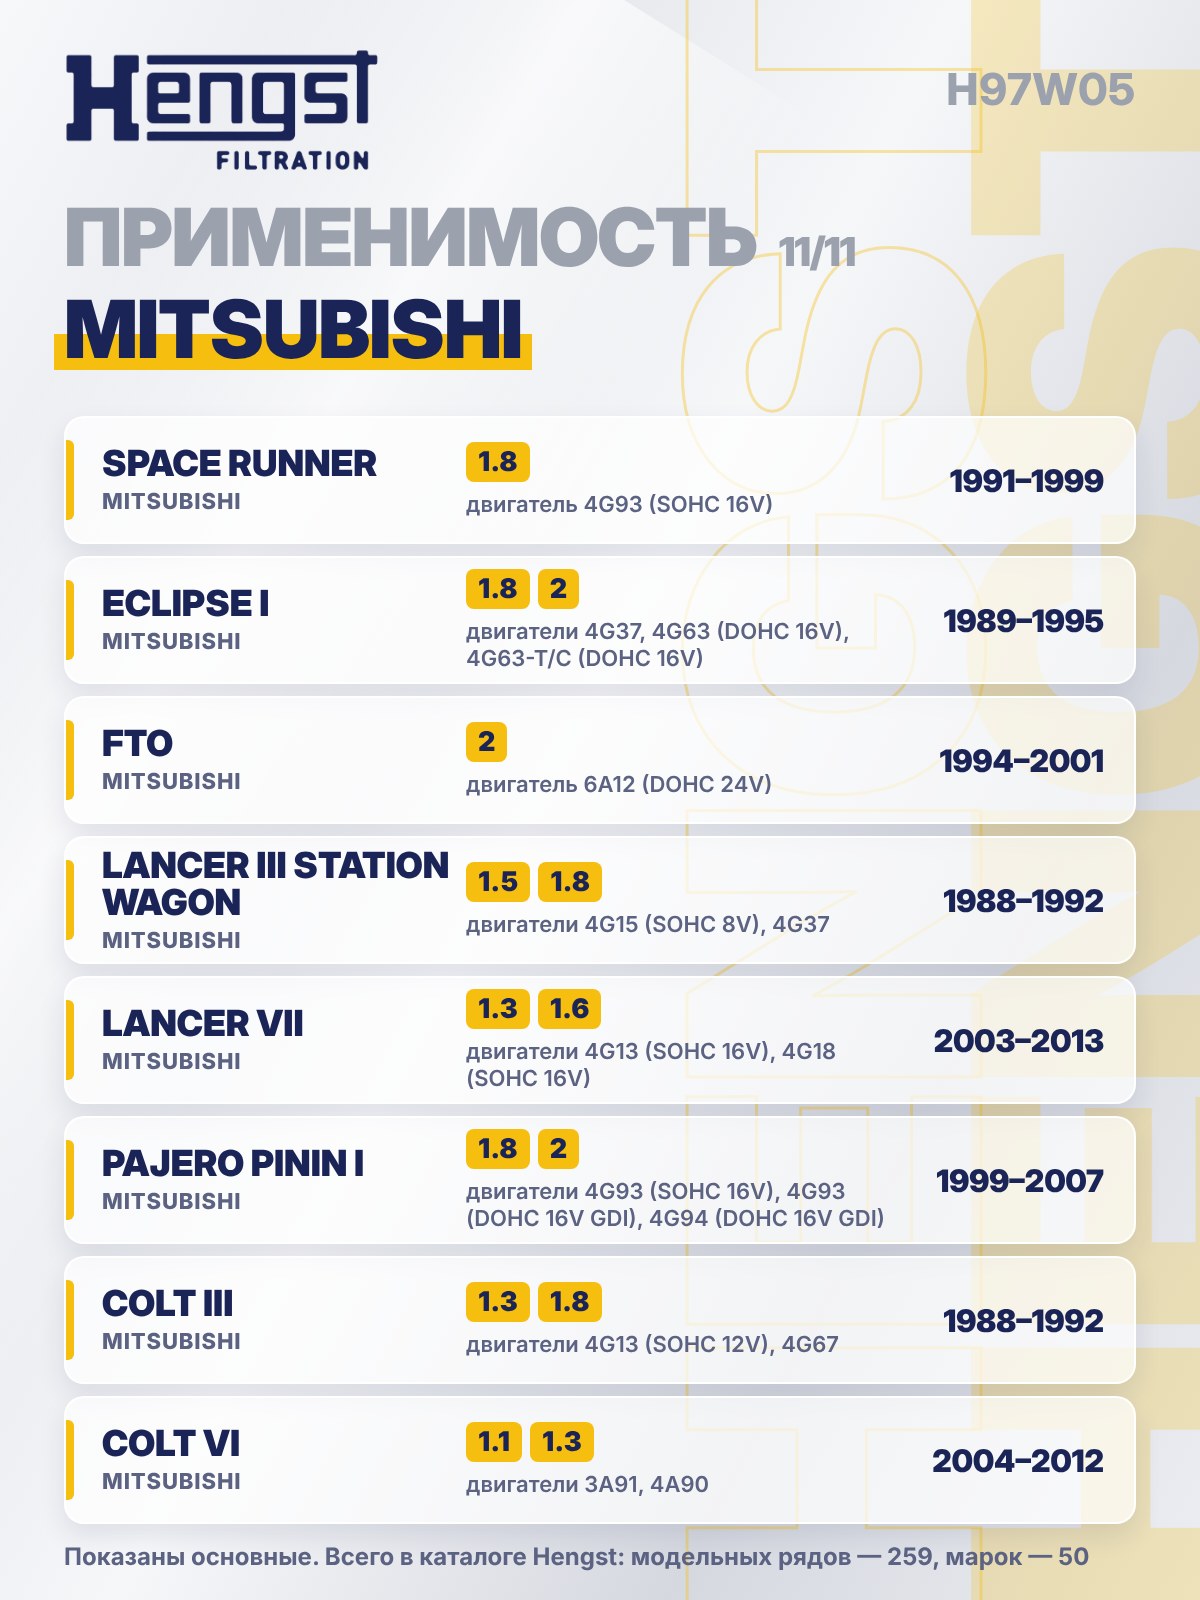 Hengst
FILTRATION
H97W05
ПРИМЕНИМОСТЬ 11/11
MITSUBISHI
SPACE RUNNER
MITSUBISHI
1.8
двигатель 4G93 (SOHC 16V)
1991–1999
ECLIPSE I
MITSUBISHI
1.8 2
двигатели 4G37, 4G63 (DOHC 16V),
4G63-T/C (DOHC 16V)
1989–1995
FTO
MITSUBISHI
2
двигатель 6A12 (DOHC 24V)
1994–2001
LANCER III STATION
WAGON
MITSUBISHI
1.5 1.8
двигатели 4G15 (SOHC 8V), 4G37
1988–1992
LANCER VII
MITSUBISHI
1.3 1.6
двигатели 4G13 (SOHC 16V), 4G18
(SOHC 16V)
2003–2013
PAJERO PININ I
MITSUBISHI
1.8 2
двигатели 4G93 (SOHC 16V), 4G93
(DOHC 16V GDI), 4G94 (DOHC 16V GDI)
1999–2007
COLT III
MITSUBISHI
1.3 1.8
двигатели 4G13 (SOHC 12V), 4G67
1988–1992
COLT VI
MITSUBISHI
1.1 1.3
двигатели 3A91, 4A90
2004–2012
Показаны основные. Всего в каталоге Hengst: модельных рядов — 259, марок — 50
HENGST
HENGST